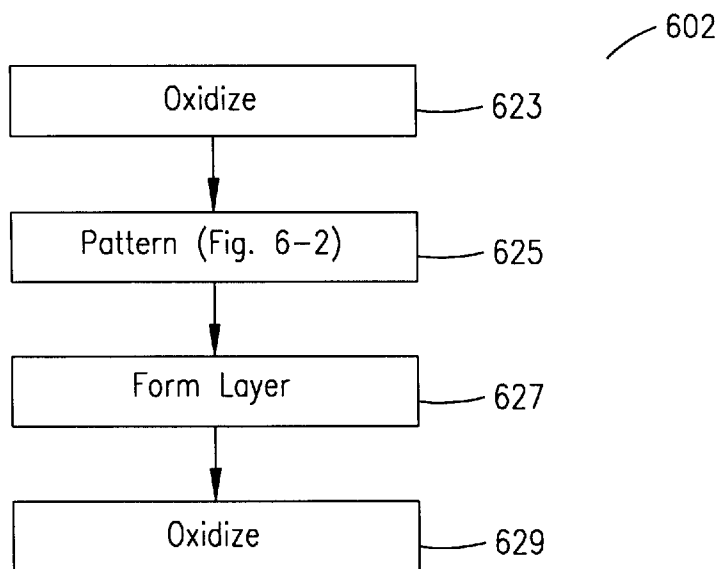 602
Oxidize
623
Pattern (Fig. 6-2)
625
Form Layer
627
Oxidize
629